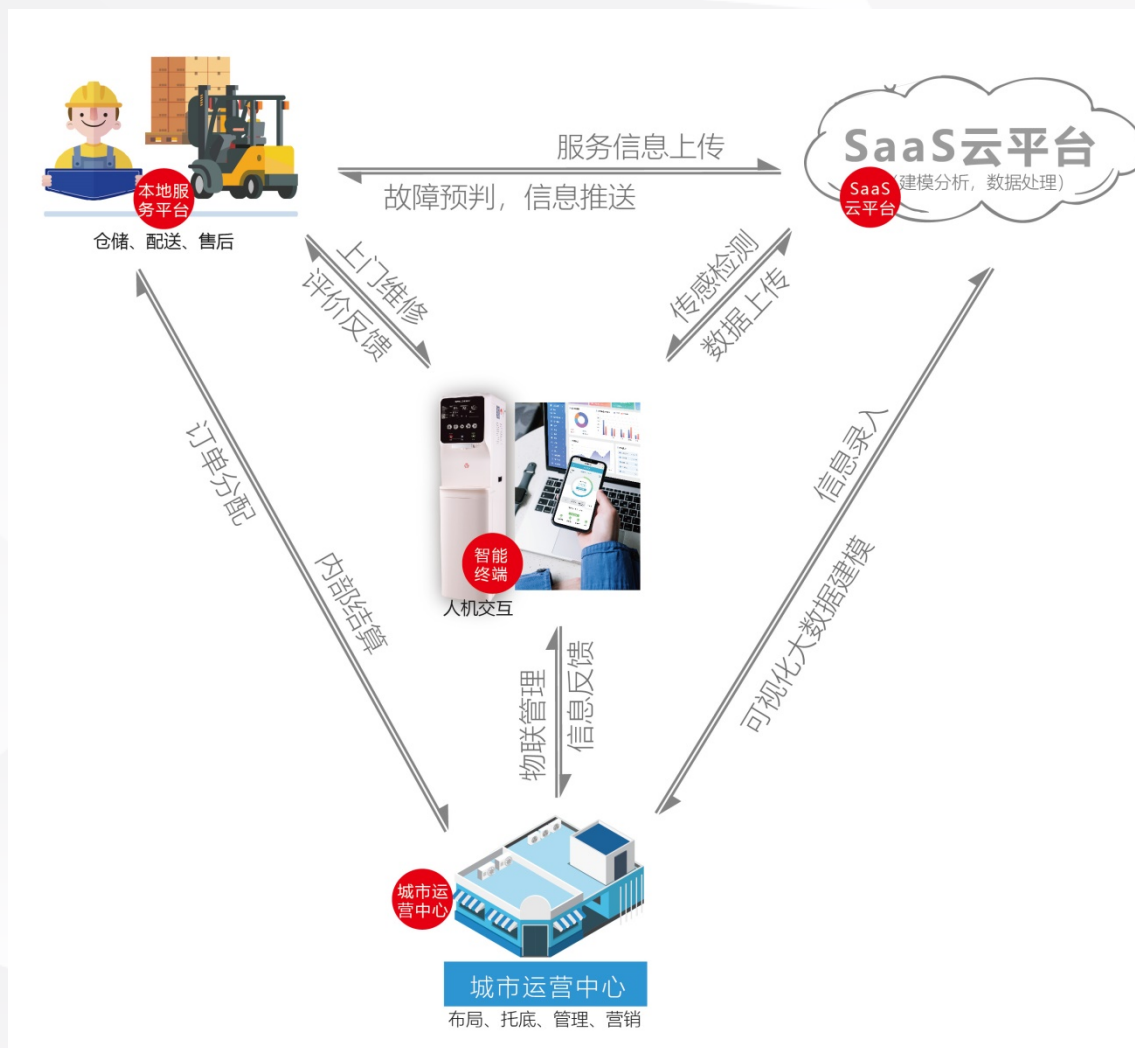 服务信息上传
SaaS云平台
（建模分析，数据处理）
SaaS
云平台
故障预判，信息推送
本地服
务平台
仓储、配送、售后
上门维修
评价反馈
传感检测
数据上传
订单分配
内部结算
智能
终端
人机交互
信息录入
可视化大数据建模
物联管理
信息反馈
城市运
营中心
城市运营中心
布局、托底、管理、营销